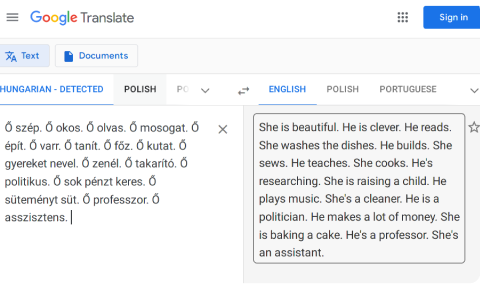 Google Translate
Sign in
Text
Documents
HUNGARIAN - DETECTED
POLISH
PO
ENGLISH
POLISH
PORTUGUESE
Ő szép. Ő okos. Ő olvas. Ő mosogat. Ő
épít. Ő varr. Ő tanít. Ő főz. Ő kutat. Ő
gyereket nevel. Ő zenél. Ő takarító. Ő
politikus. Ő sok pénzt keres. Ő
süteményt süt. Ő professzor. Ő
asszisztens.
She is beautiful. He is clever. He reads.
She washes the dishes. He builds. She
sews. He teaches. She cooks. He's
researching. She is raising a child. He
plays music. She's a cleaner. He is a
politician. He makes a lot of money. She
is baking a cake. He's a professor. She's
an assistant.